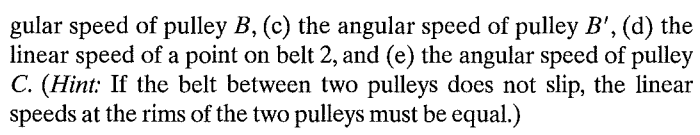 gular speed of pulley B, (c) the angular speed of pulley B′, (d) the
linear speed of a point on belt 2, and (e) the angular speed of pulley
C. (Hint: If the belt between two pulleys does not slip, the linear
speeds at the rims of the two pulleys must be equal.)